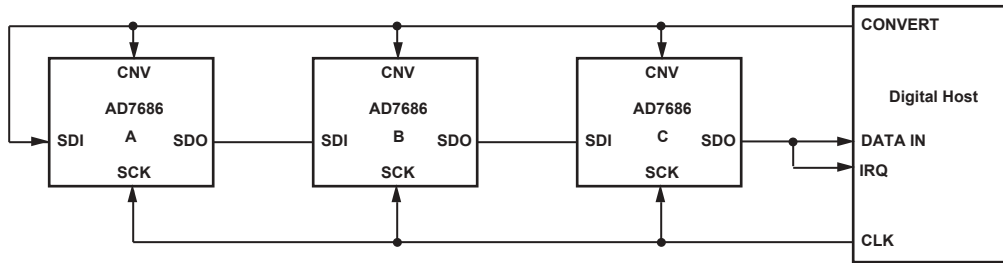 CONVERT
CNV
CNV
CNV
AD7686
AD7686
AD7686
Digital Host
SDI
A
SDO
SDI
B
SDO
SDI
C
SDO
DATA IN
SCK
SCK
SCK
IRQ
CLK